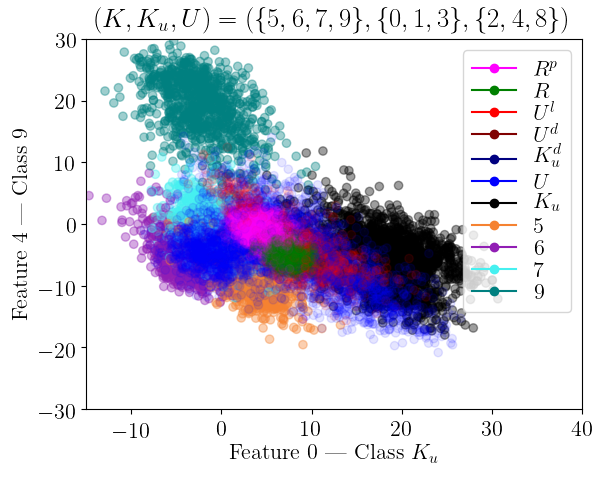 (K, K_u, U) = ({5, 6, 7, 9}, {0, 1, 3}, {2, 4, 8})
30
20
10
0
−10
−20
−30
Feature 4 — Class 9
R^p
R
U^l
U^d
K_u^d
U
K_u
5
6
7
9
−10
0
10
20
30
40
Feature 0 — Class K_u